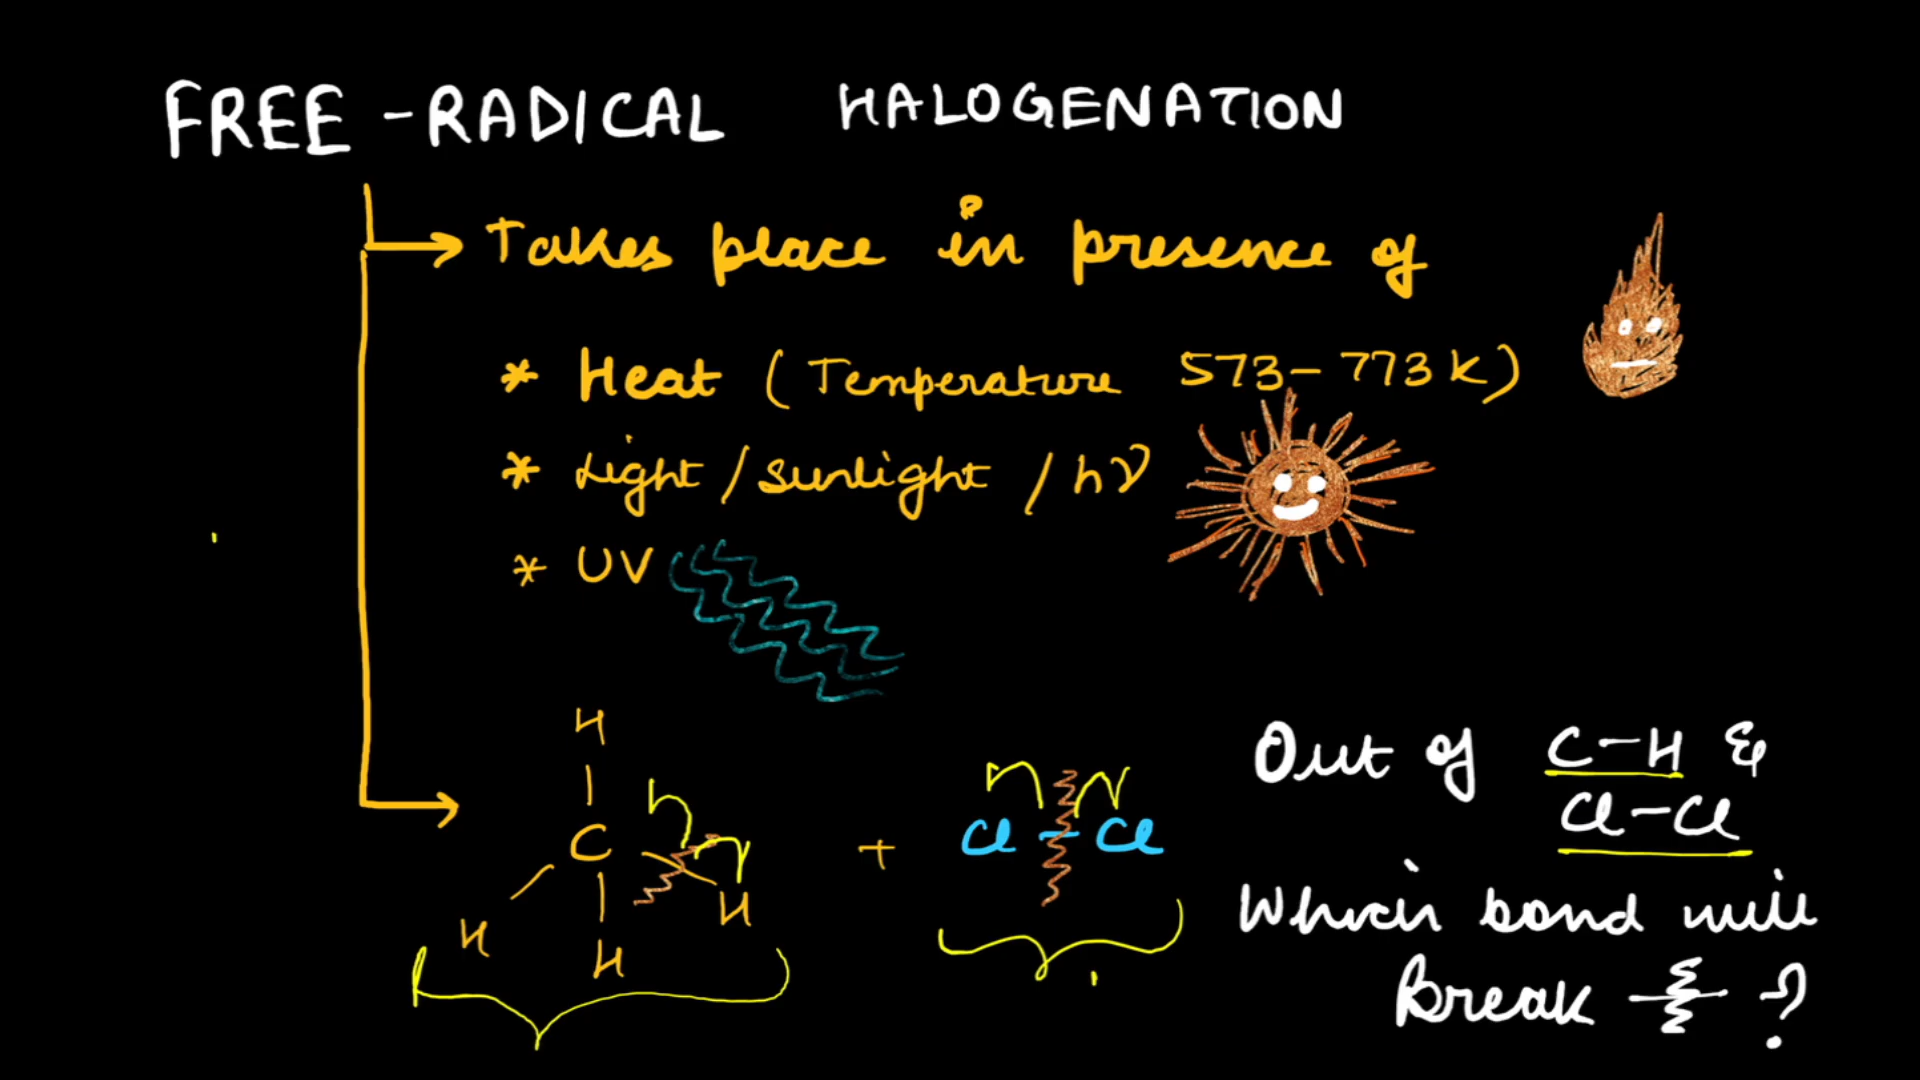 FREE-RADICAL HALOGENATION
Takes place in presence of
* Heat (Temperature 573-773K)
* Light/sunlight/hν
* UV
H
C
H
H
H
+
Cl-Cl
Out of C-H &
Cl-Cl
Which bond will
Break ?